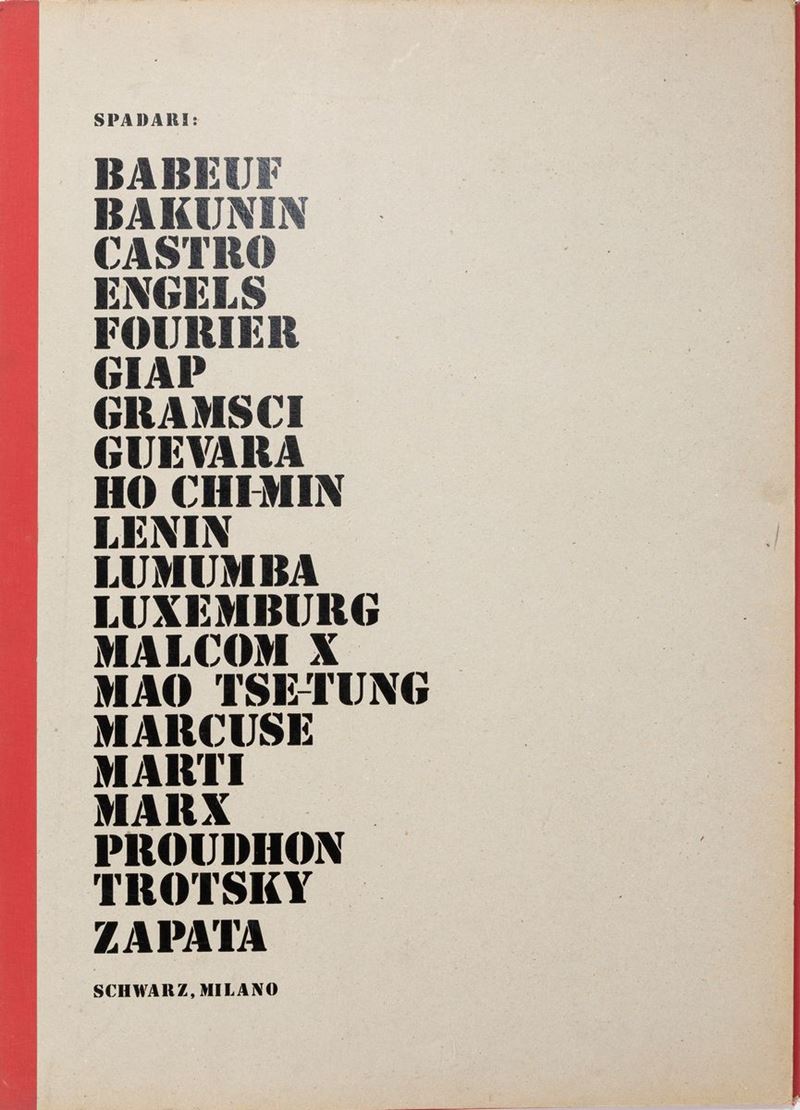 SPADARI:
BABEUF
BAKUNIN
CASTRO
ENGELS
FOURIER
GIAP
GRAMSCI
GUEVARA
HO CHI-MIN
LENIN
LUMUMBA
LUXEMBURG
MALCOM X
MAO TSE-TUNG
MARCUSE
MARTI
MARX
PROUDHON
TROTSKY
ZAPATA
SCHWARZ, MILANO